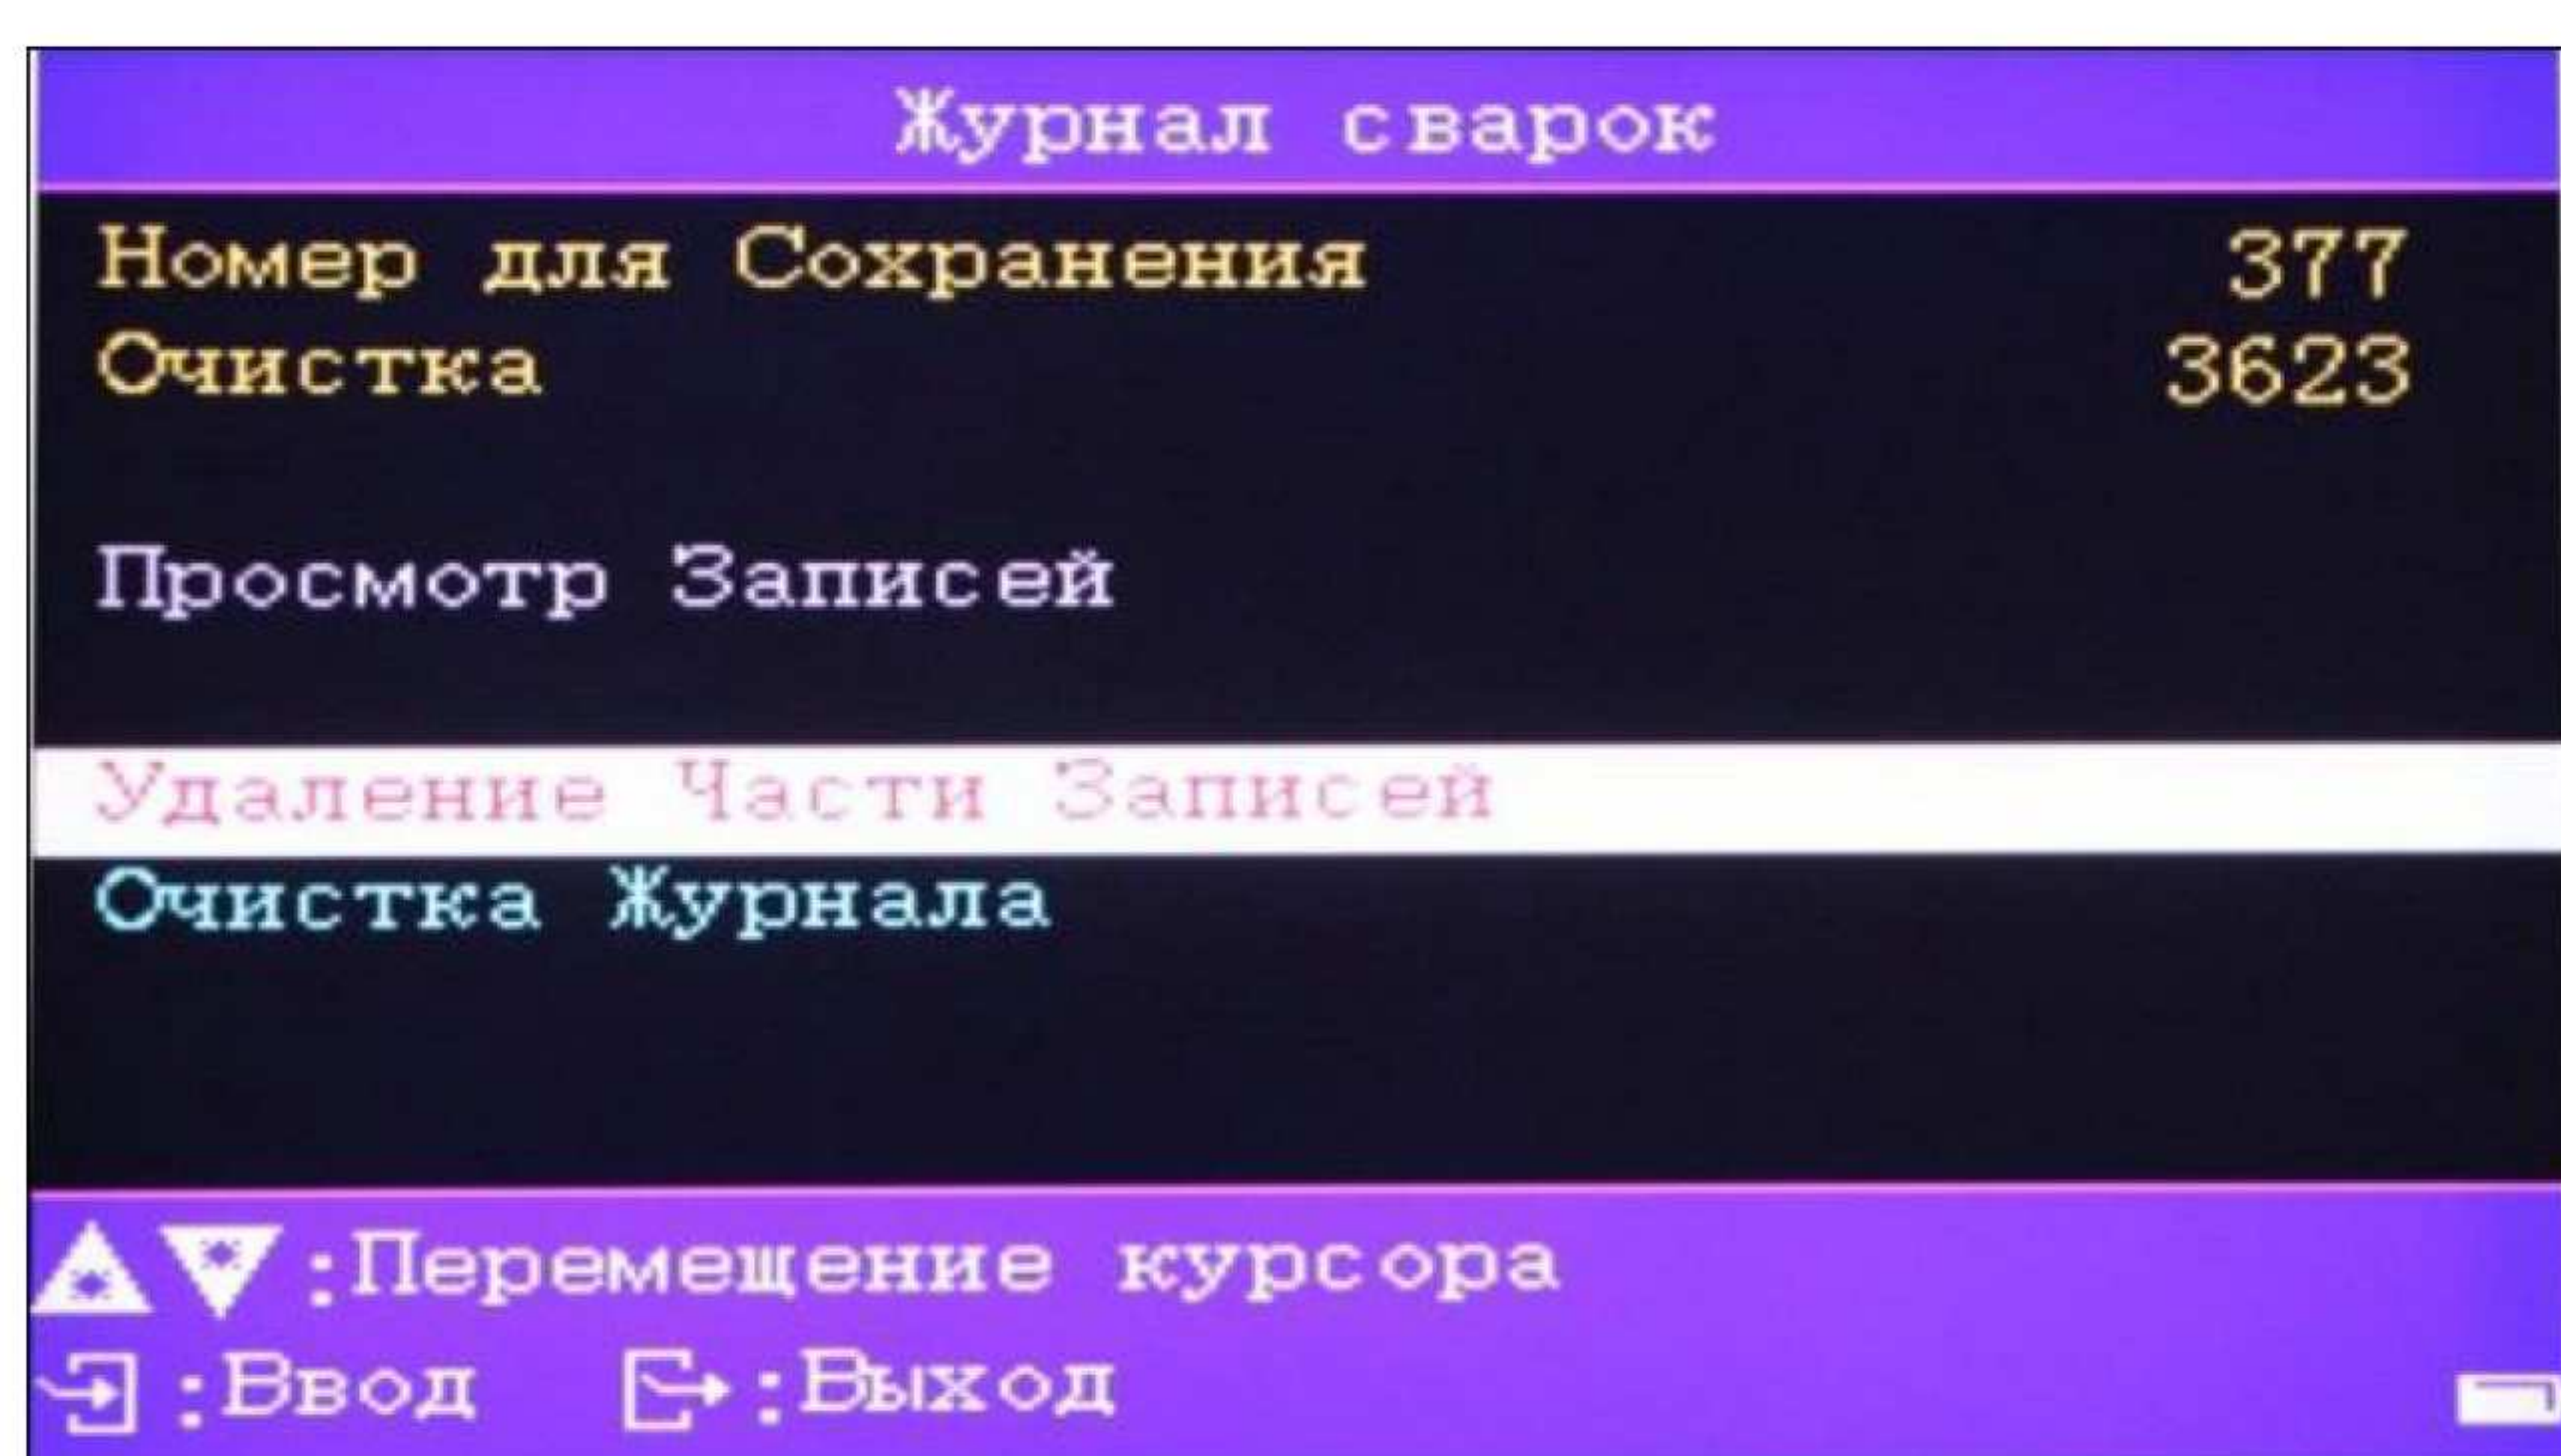 Журнал сварок
Номер для Сохранения 377
Очистка 3623
Просмотр Записей
Удаление Части Записей
Очистка Журнала
:Перемещение курсора
:Ввод :Выход